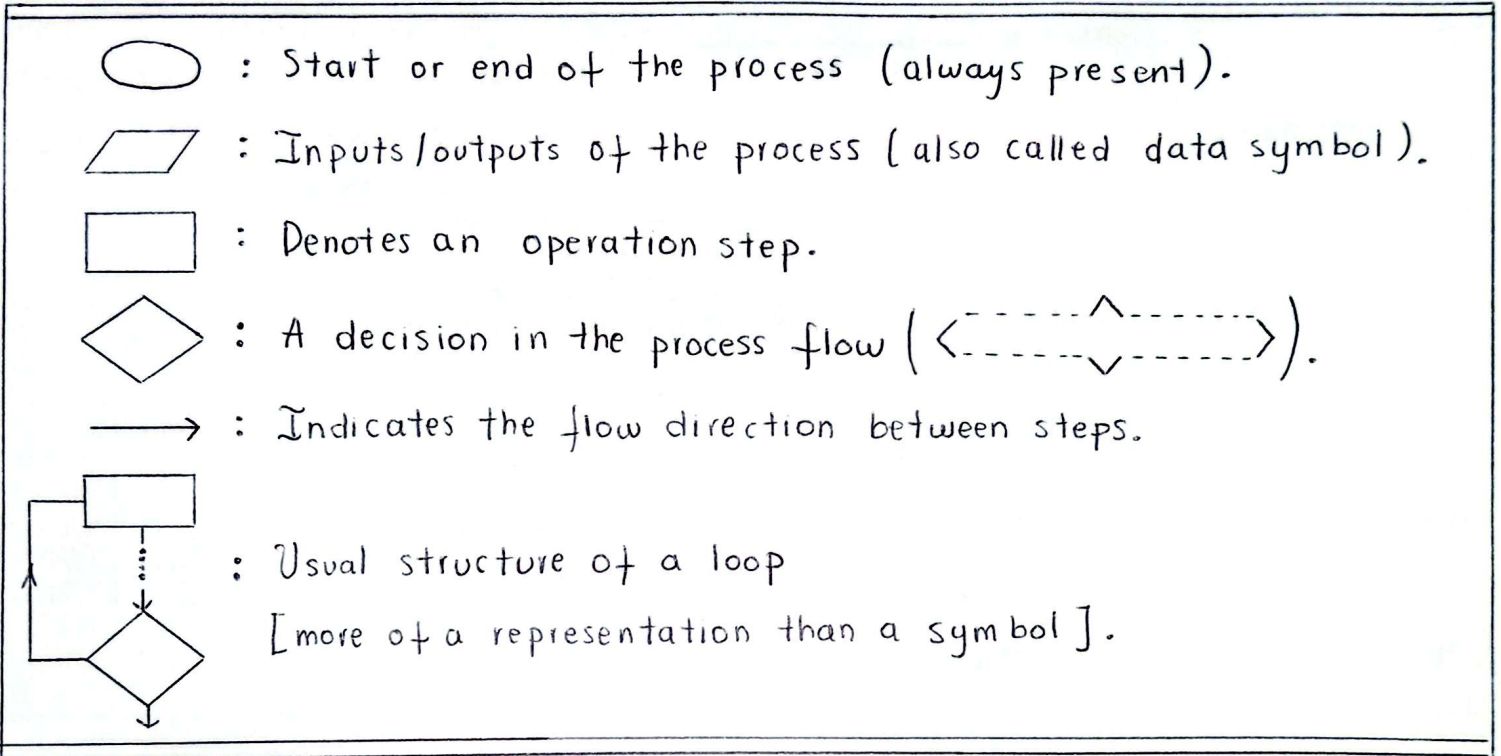 : Start or end of the process (always present).
: Inputs/outputs of the process (also called data symbol).
: Denotes an operation step.
: A decision in the process flow ( ).
: Indicates the flow direction between steps.
: Usual structure of a loop
[more of a representation than a symbol].